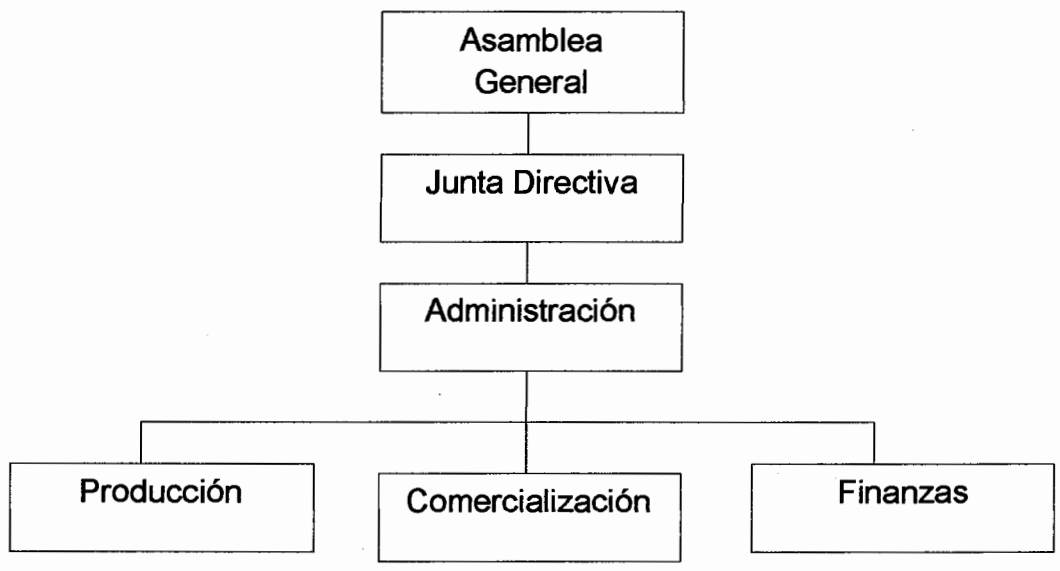 Asamblea
General
Junta Directiva
Administración
Producción
Comercialización
Finanzas